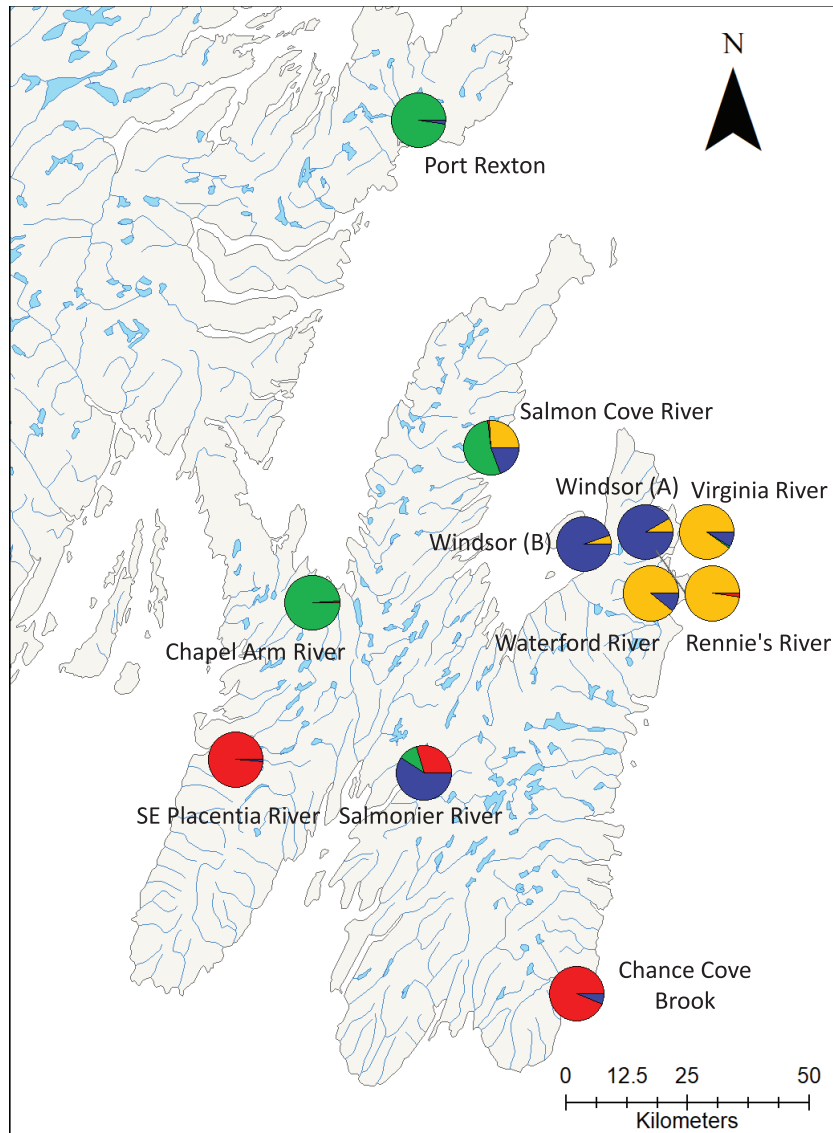 N
Port Rexton
Salmon Cove River
Windsor (A)
Virginia River
Windsor (B)
Waterford River
Rennie's River
Chapel Arm River
SE Placentia River
Salmonier River
Chance Cove
Brook
0 12.5 25 50
Kilometers